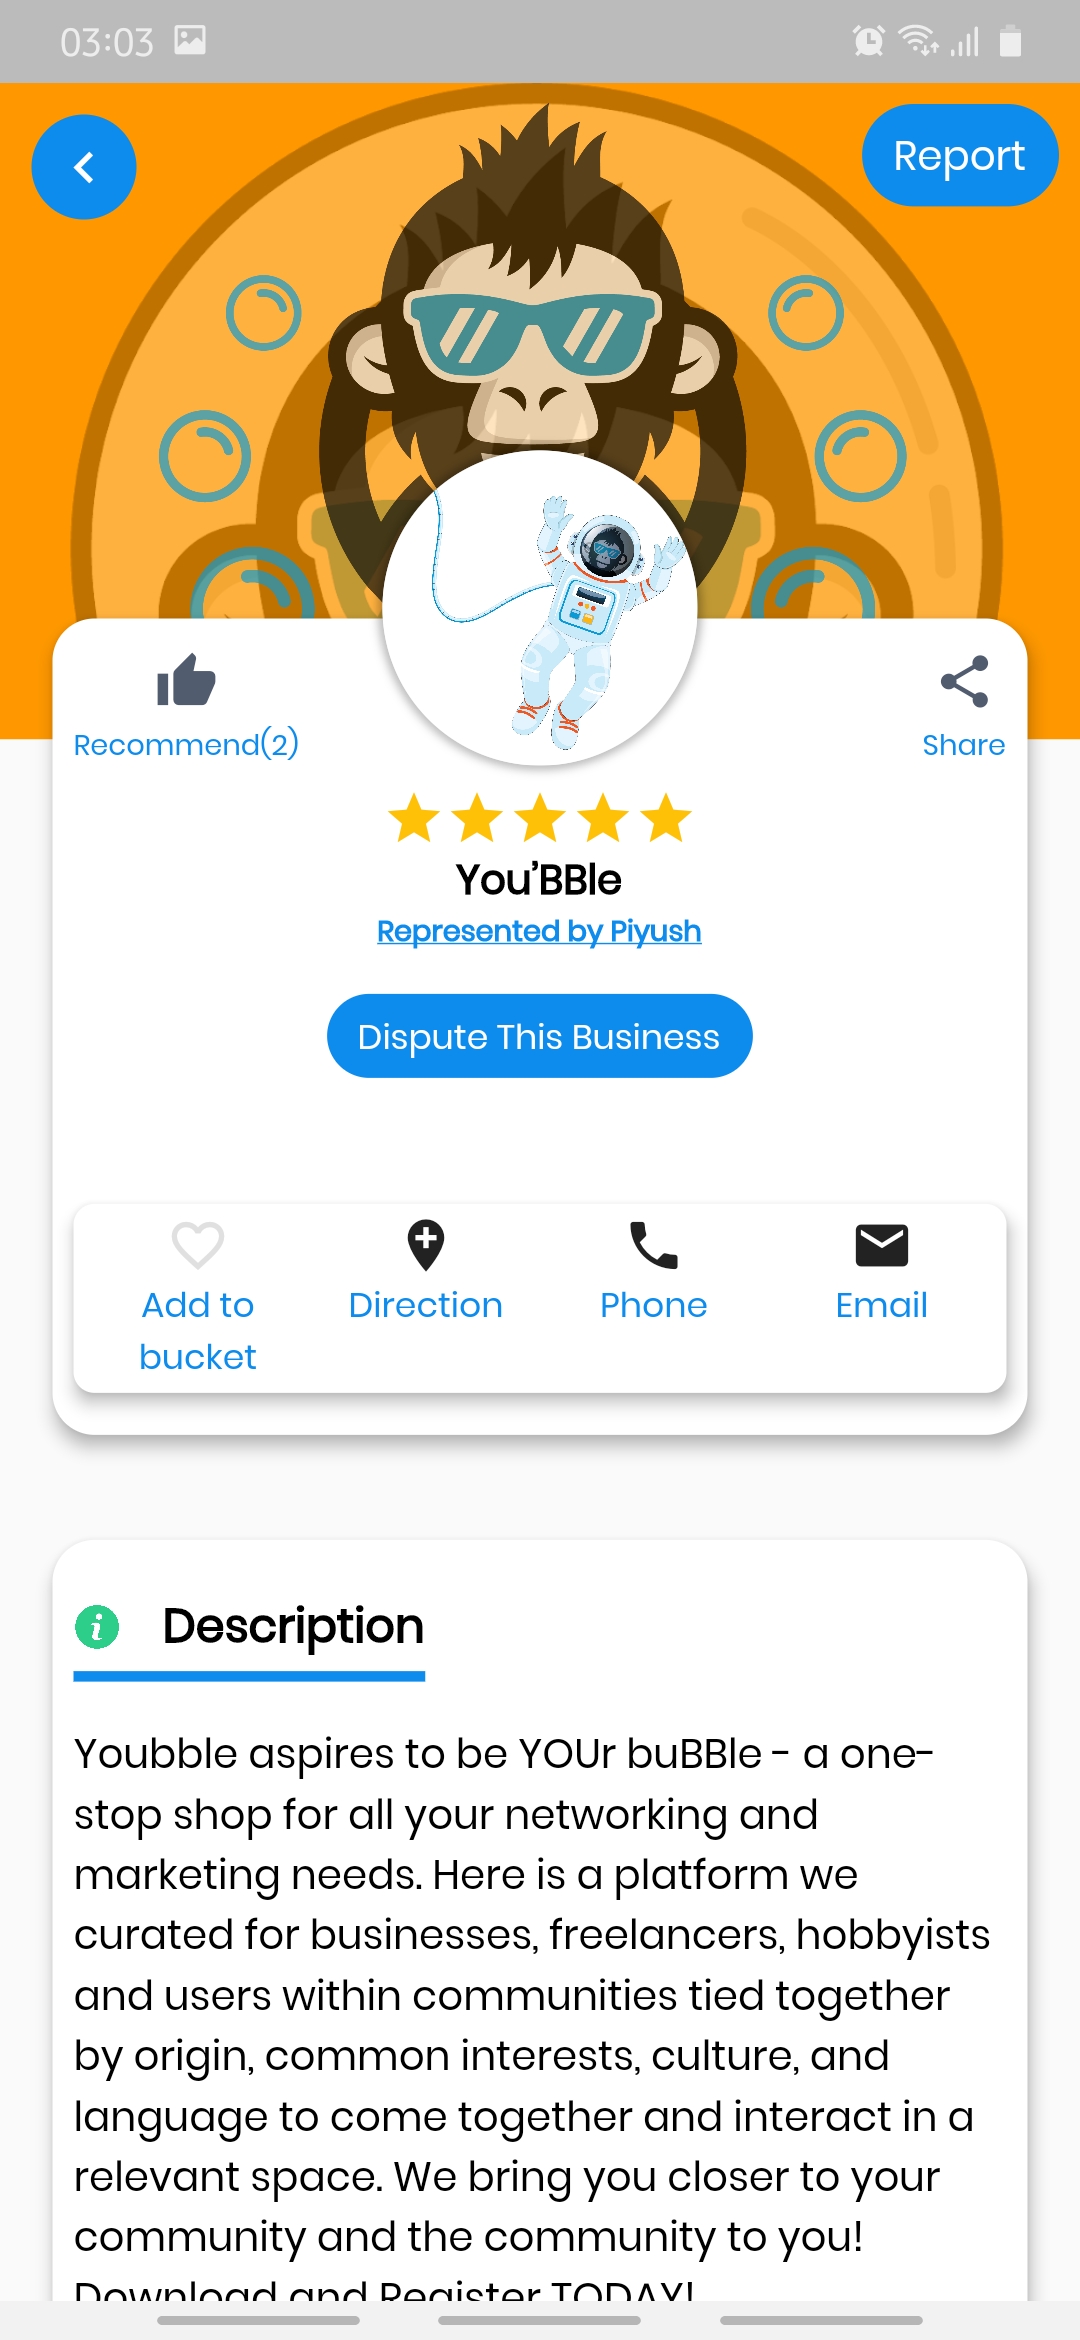 03:03
Report
Recommend(2)
Share
You’BBle
Represented by Piyush
Dispute This Business
Add to bucket
Direction
Phone
Email
Description
Youbble aspires to be YOUr buBBle - a one-
stop shop for all your networking and
marketing needs. Here is a platform we
curated for businesses, freelancers, hobbyists
and users within communities tied together
by origin, common interests, culture, and
language to come together and interact in a
relevant space. We bring you closer to your
community and the community to you!
Download and Register TODAY!